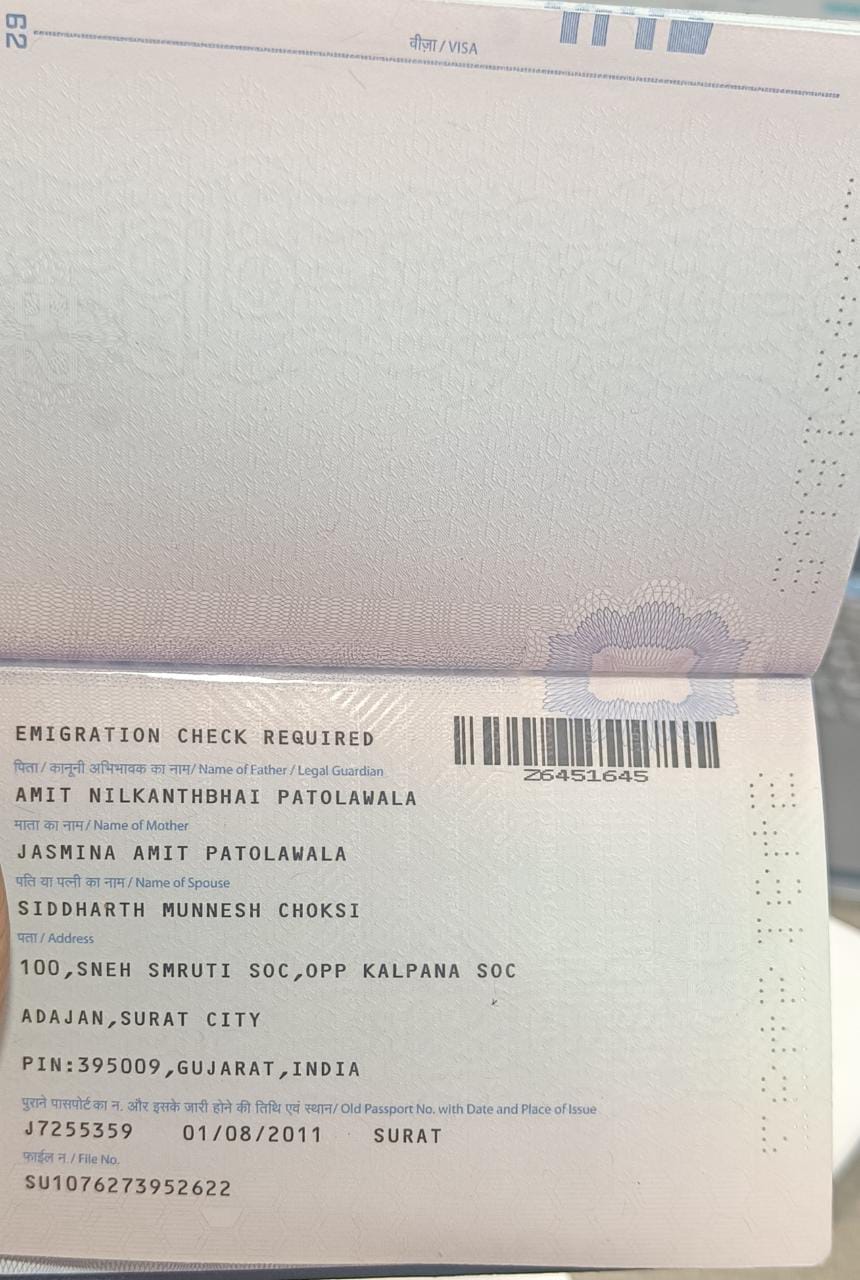 62
वीज़ा / VISA
EMIGRATION CHECK REQUIRED
Z6451645
पिता / कानूनी अभिभावक का नाम / Name of Father / Legal Guardian
AMIT NILKANTHBHAI PATOLAWALA
माता का नाम / Name of Mother
JASMINA AMIT PATOLAWALA
पति या पत्नी का नाम / Name of Spouse
SIDDHARTH MUNNESH CHOKSI
पता / Address
100,SNEH SMRUTI SOC,OPP KALPANA SOC
ADAJAN,SURAT CITY
PIN:395009,GUJARAT,INDIA
पुराने पासपोर्ट का न. और इसके जारी होने की तिथि एवं स्थान / Old Passport No. with Date and Place of Issue
J7255359 01/08/2011 SURAT
फाईल न. / File No.
SU1076273952622